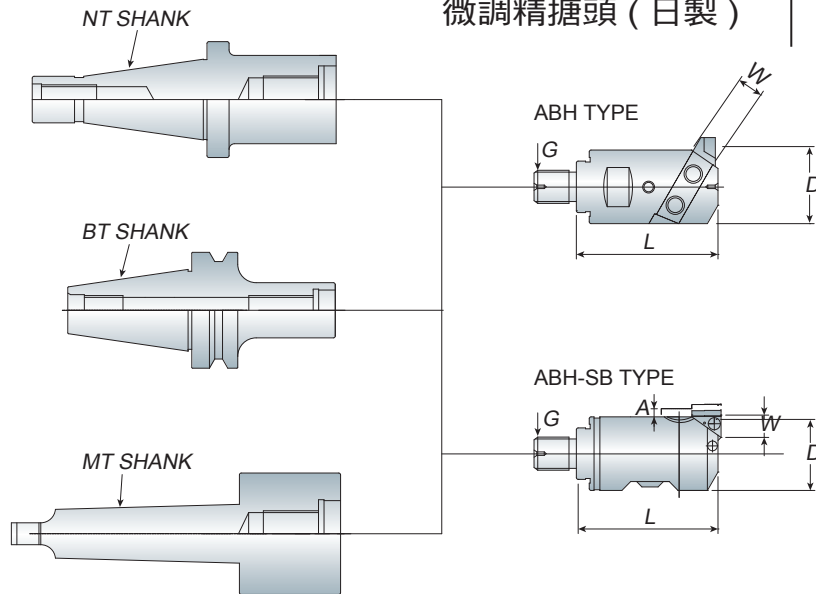 微調精搪頭 ( 日製 )
NT SHANK
ABH TYPE
W
G
D
L
BT SHANK
ABH-SB TYPE
A
G
W
D
L
MT SHANK